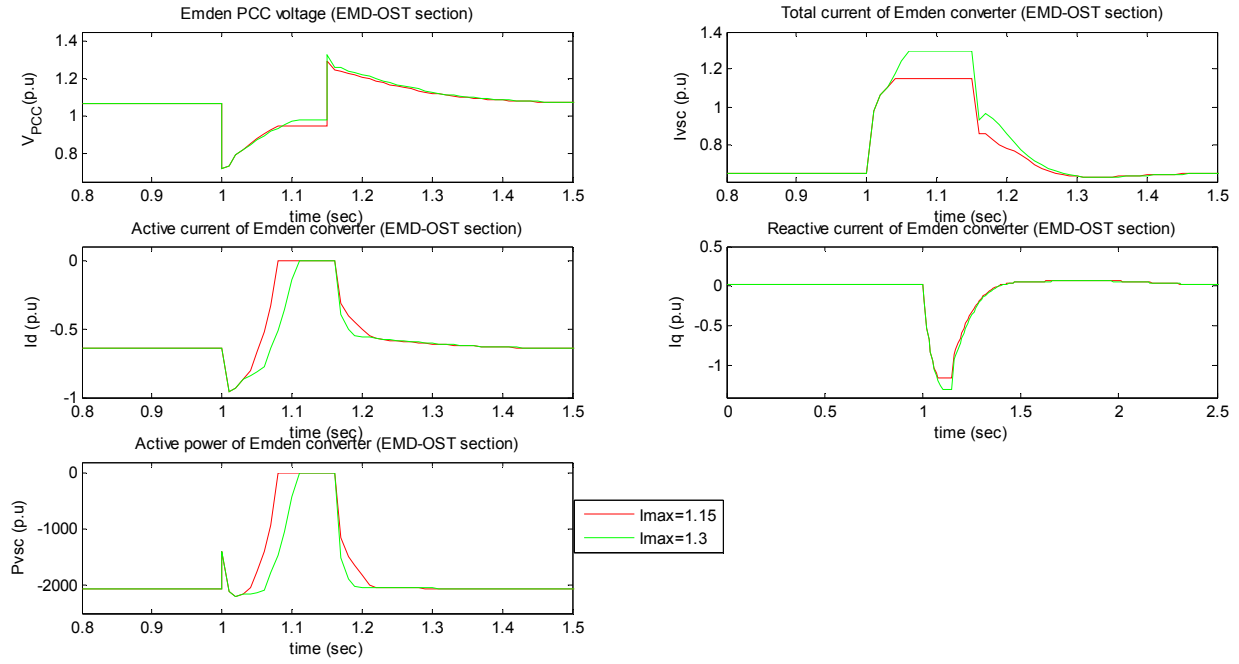 Emden PCC voltage (EMD-OST section)
1.4
1.2
1
0.8
V_PCC(p.u)
0.8 0.9 1 1.1 1.2 1.3 1.4 1.5
time (sec)
Total current of Emden converter (EMD-OST section)
1.4
1.2
1
0.8
0.6
Ivsc (p.u)
0.8 0.9 1 1.1 1.2 1.3 1.4 1.5
time (sec)
Active current of Emden converter (EMD-OST section)
0
-0.5
-1
Id (p.u)
0.8 0.9 1 1.1 1.2 1.3 1.4 1.5
time (sec)
Reactive current of Emden converter (EMD-OST section)
0.5
0
-0.5
-1
Iq (p.u)
0 0.5 1 1.5 2 2.5
time (sec)
Active power of Emden converter (EMD-OST section)
0
-1000
-2000
Pvsc (p.u)
0.8 0.9 1 1.1 1.2 1.3 1.4 1.5
time (sec)
Imax=1.15
Imax=1.3